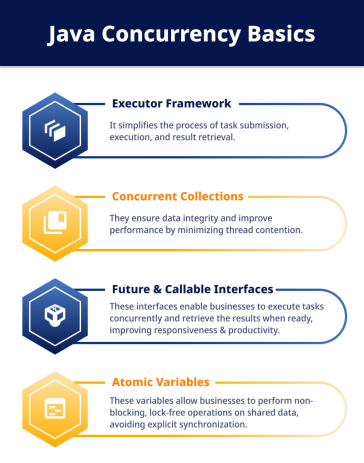 Java Concurrency Basics
Executor Framework
It simplifies the process of task submission,
execution, and result retrieval.
Concurrent Collections
They ensure data integrity and improve
performance by minimizing thread contention.
Future & Callable Interfaces
These interfaces enable businesses to execute tasks
concurrently and retrieve the results when ready,
improving responsiveness & productivity.
Atomic Variables
These variables allow businesses to perform non-
blocking, lock-free operations on shared data,
avoiding explicit synchronization.